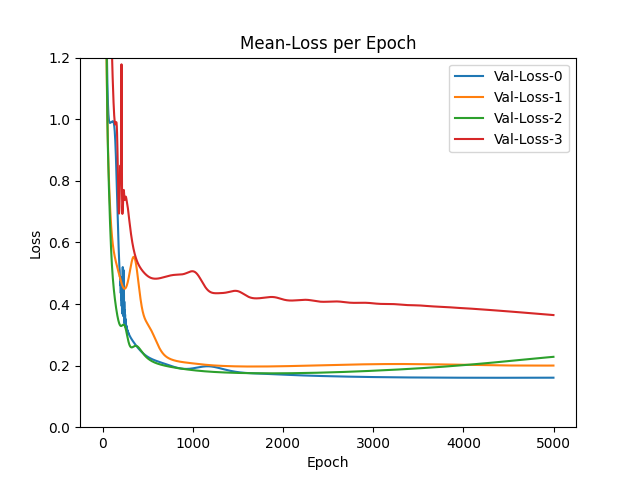 Mean-Loss per Epoch
1.2
1.0
0.8
0.6
0.4
0.2
0.0
Loss
Val-Loss-0
Val-Loss-1
Val-Loss-2
Val-Loss-3
0 1000 2000 3000 4000 5000
Epoch